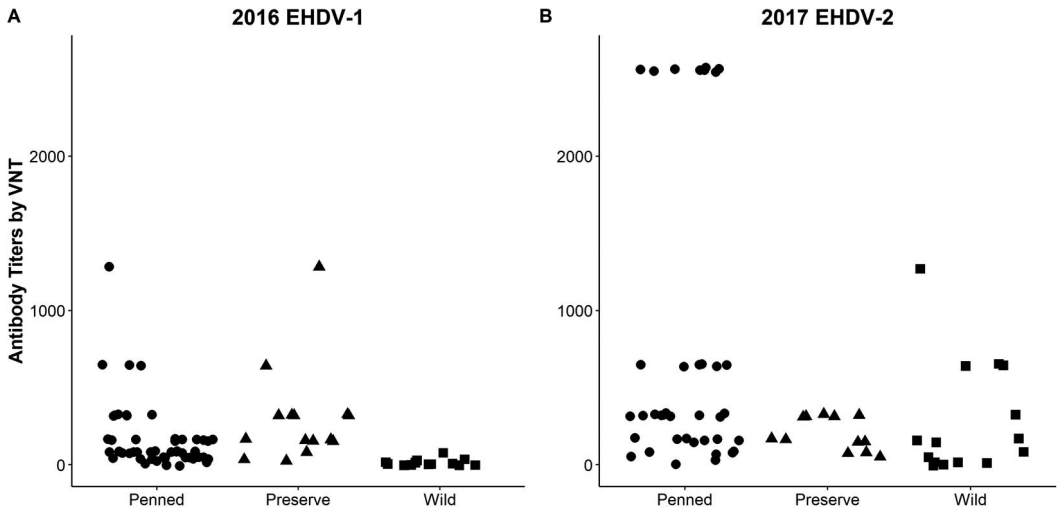 A
2016 EHDV-1
B
2017 EHDV-2
Antibody Titers by VNT
2000
1000
0
Penned
Preserve
Wild
2000
1000
0
Penned
Preserve
Wild